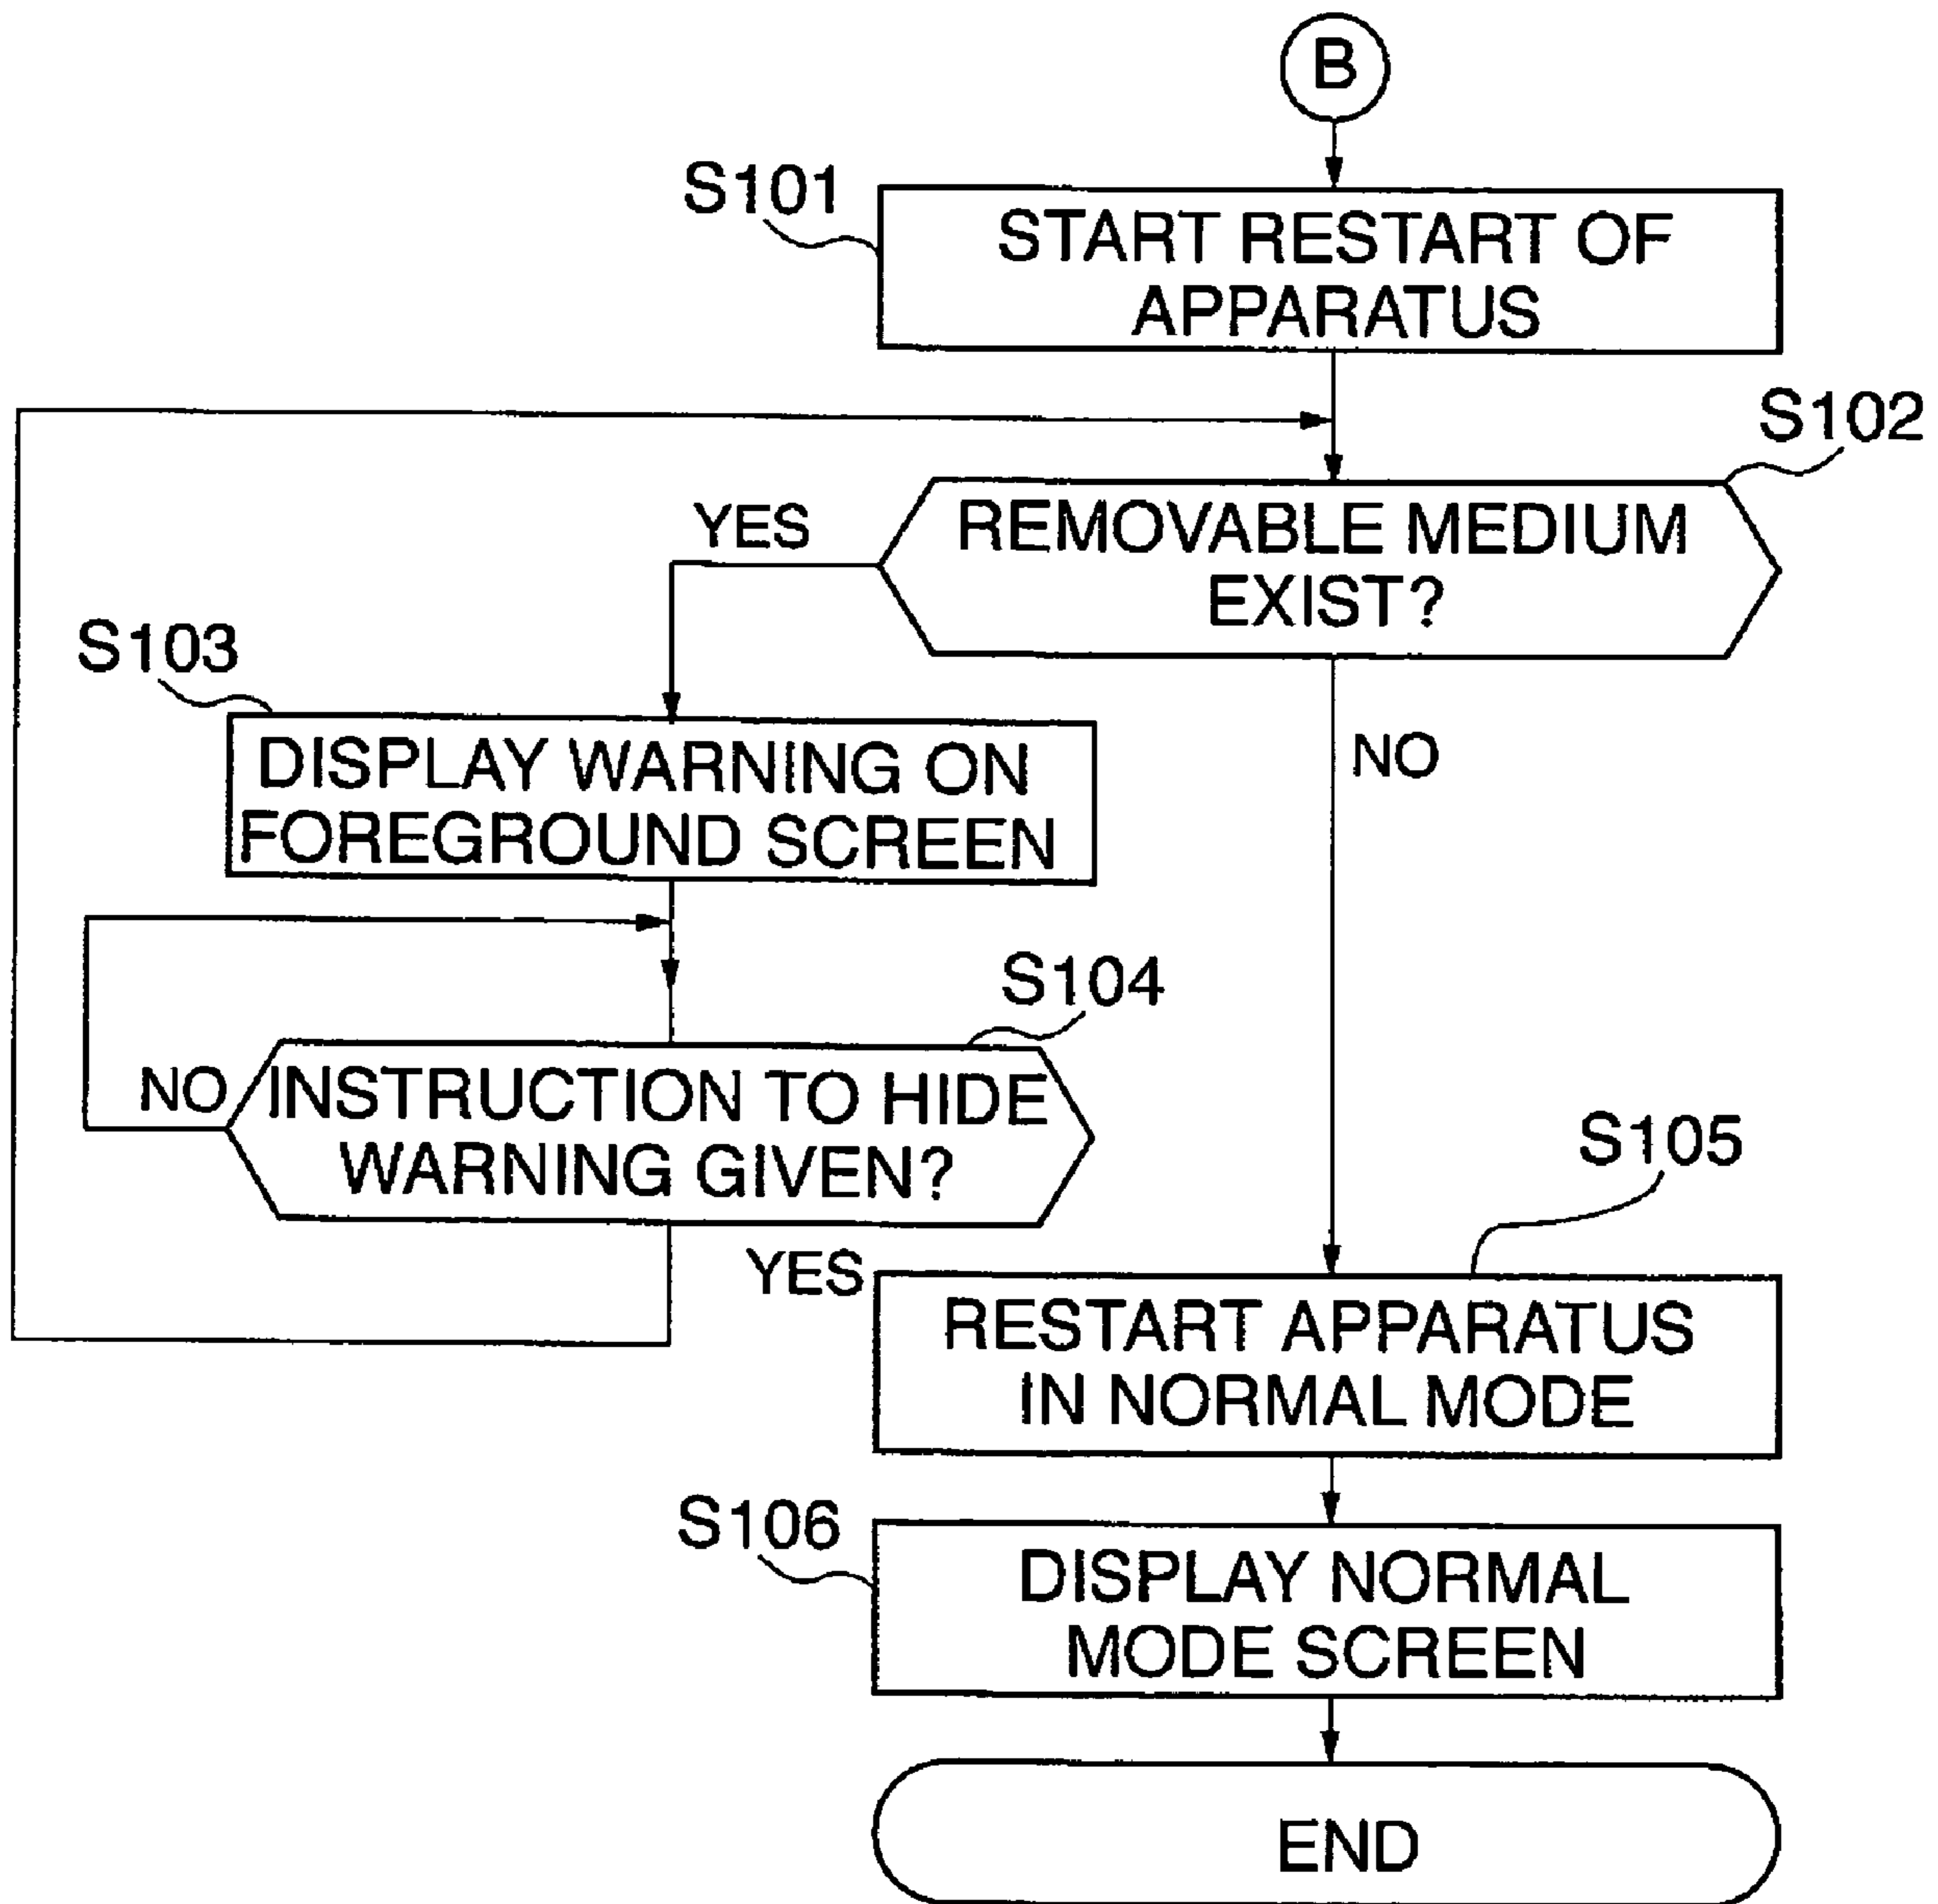 B
S101
START RESTART OF
APPARATUS
S102
YES
REMOVABLE MEDIUM
EXIST?
S103
DISPLAY WARNING ON
FOREGROUND SCREEN
NO
S104
NO
INSTRUCTION TO HIDE
WARNING GIVEN?
YES
S105
RESTART APPARATUS
IN NORMAL MODE
S106
DISPLAY NORMAL
MODE SCREEN
END